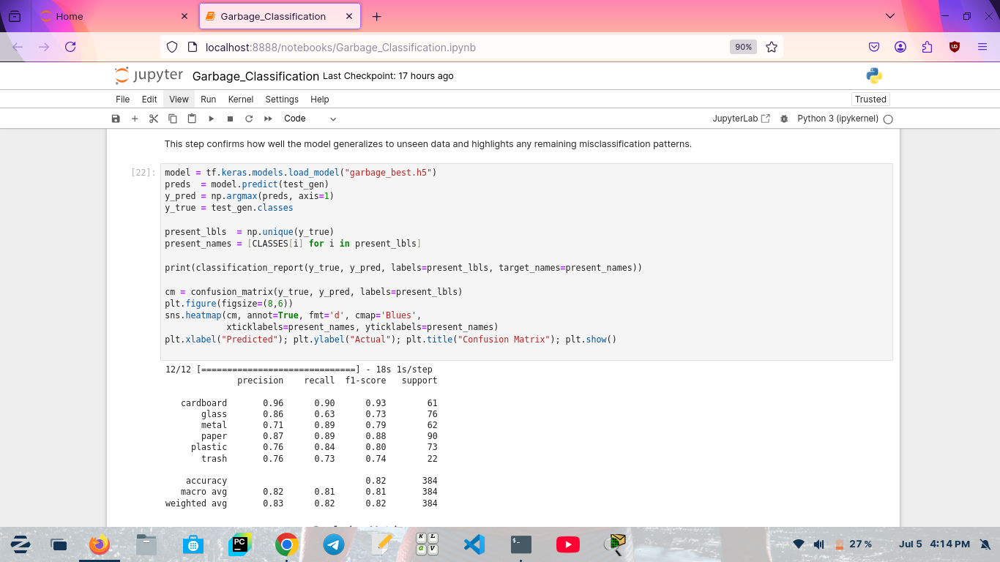 Home
Garbage_Classification
localhost:8888/notebooks/Garbage_Classification.ipynb
90%
jupyter Garbage_Classification Last Checkpoint: 17 hours ago
File Edit View Run Kernel Settings Help
Trusted
Code
JupyterLab
Python 3 (ipykernel)
This step confirms how well the model generalizes to unseen data and highlights any remaining misclassification patterns.
[22]:
model = tf.keras.models.load_model("garbage_best.h5")
preds  = model.predict(test_gen)
y_pred = np.argmax(preds, axis=1)
y_true = test_gen.classes
present_lbls  = np.unique(y_true)
present_names = [CLASSES[i] for i in present_lbls]
print(classification_report(y_true, y_pred, labels=present_lbls, target_names=present_names))
cm = confusion_matrix(y_true, y_pred, labels=present_lbls)
plt.figure(figsize=(8,6))
sns.heatmap(cm, annot=True, fmt='d', cmap='Blues',
            xticklabels=present_names, yticklabels=present_names)
plt.xlabel("Predicted"); plt.ylabel("Actual"); plt.title("Confusion Matrix"); plt.show()
12/12 [==============================] - 18s 1s/step
              precision    recall  f1-score   support
   cardboard       0.96      0.90      0.93        61
       glass       0.86      0.63      0.73        76
       metal       0.71      0.89      0.79        62
       paper       0.87      0.89      0.88        90
     plastic       0.76      0.84      0.80        73
       trash       0.76      0.73      0.74        22
    accuracy                           0.82       384
   macro avg       0.82      0.81      0.81       384
weighted avg       0.83      0.82      0.82       384
27 %
Jul 5 4:14 PM